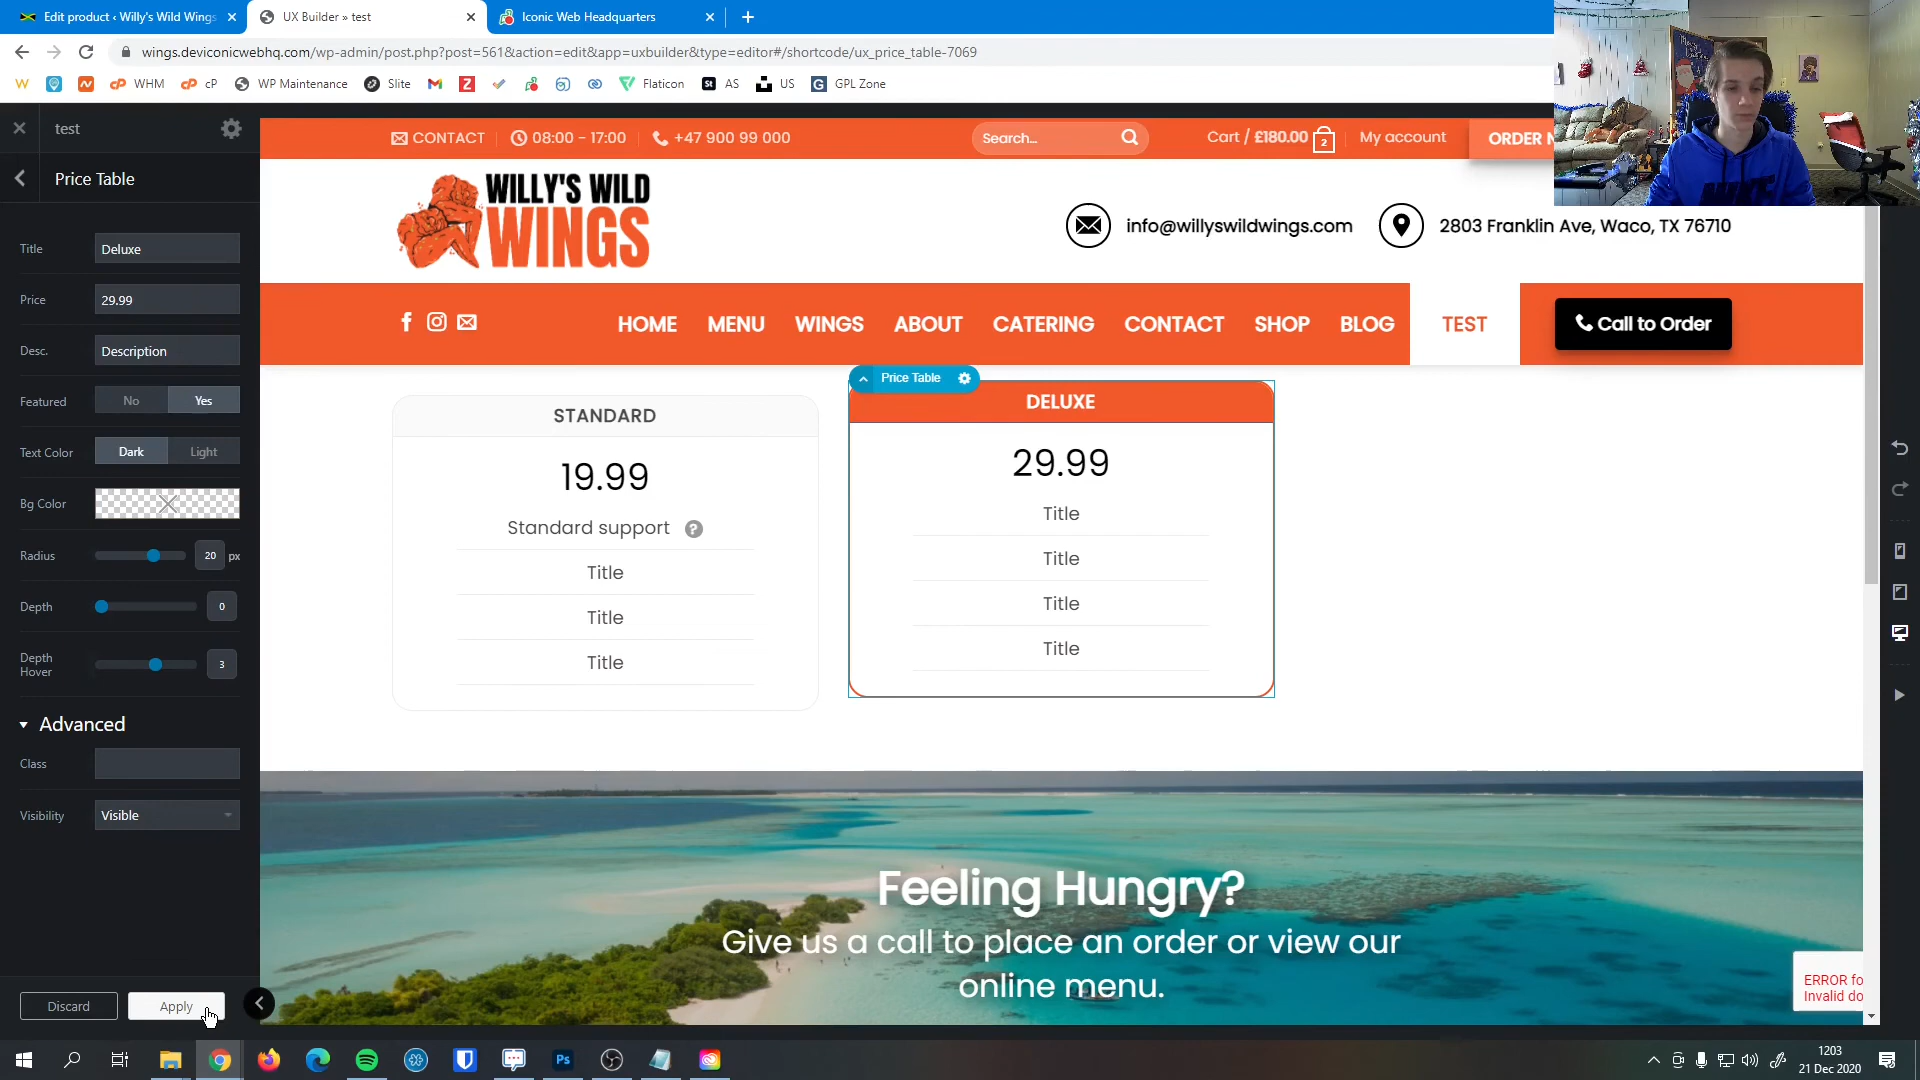 Edit product ‹ Willy's Wild Wings
UX Builder » test
Iconic Web Headquarters
wings.deviconicwebhq.com/wp-admin/post.php?post=561&action=edit&app=uxbuilder&type=editor#/shortcode/ux_price_table-7069
W WHM cP WP Maintenance Slite Flaticon St AS US G GPL Zone
test
Price Table
Title Deluxe
Price 29.99
Desc. Description
Featured No Yes
Text Color Dark Light
Bg Color
Radius 20 px
Depth 0
Depth Hover 3
Advanced
Class
Visibility Visible
Discard Apply
CONTACT 08:00 - 17:00 +47 900 99 000 Search... Cart / £180.00 2 My account ORDER N
WILLY'S WILD
WINGS
info@willyswildwings.com 2803 Franklin Ave, Waco, TX 76710
HOME MENU WINGS ABOUT CATERING CONTACT SHOP BLOG TEST Call to Order
Price Table
STANDARD
19.99
Standard support ?
Title
Title
Title
DELUXE
29.99
Title
Title
Title
Title
Feeling Hungry?
Give us a call to place an order or view our
online menu.
ERROR fo
Invalid do
Ps
1203
21 Dec 2020